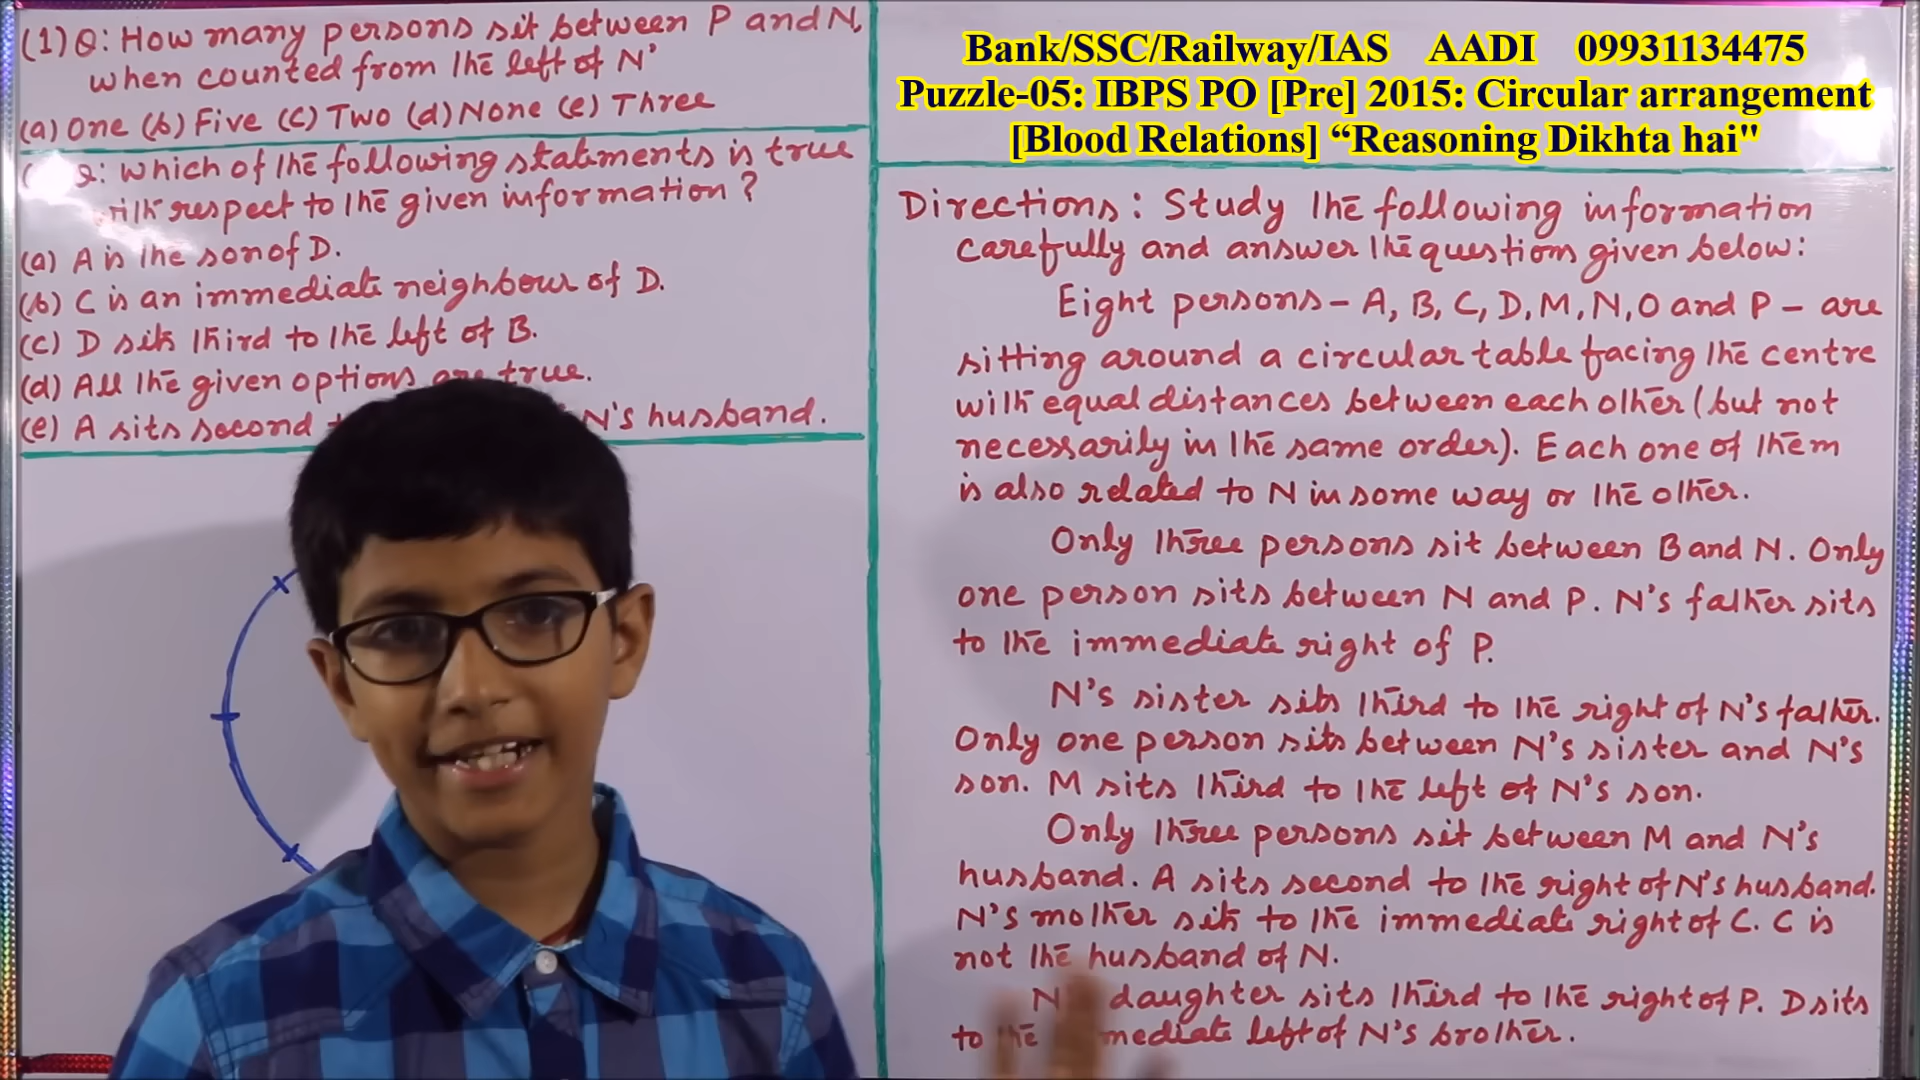 (1) Q: How many persons sit between P and N,
when counted from the left of N?
(a) One (b) Five (c) Two (d) None (e) Three
Q: Which of the following statements is true
with respect to the given information?
(a) A is the son of D.
(b) C is an immediate neighbour of D.
(c) D sits third to the left of B.
(d) All the given options are true.
(e) A sits second N's husband.
Bank/SSC/Railway/IAS AADI 09931134475
Puzzle-05: IBPS PO [Pre] 2015: Circular arrangement
[Blood Relations] “Reasoning Dikhta hai"
Directions: Study the following information
carefully and answer the questions given below:
Eight persons - A, B, C, D, M, N, O and P - are
sitting around a circular table facing the centre
with equal distances between each other (but not
necessarily in the same order). Each one of them
is also related to N in some way or the other.
Only three persons sit between B and N. Only
one person sits between N and P. N's father sits
to the immediate right of P.
N's sister sits third to the right of N's father.
Only one person sits between N's sister and N's
son. M sits third to the left of N's son.
Only three persons sit between M and N's
husband. A sits second to the right of N's husband.
N's mother sits to the immediate right of C. C is
not the husband of N.
daughter sits third to the right of P. D sits
to the left of N's brother.